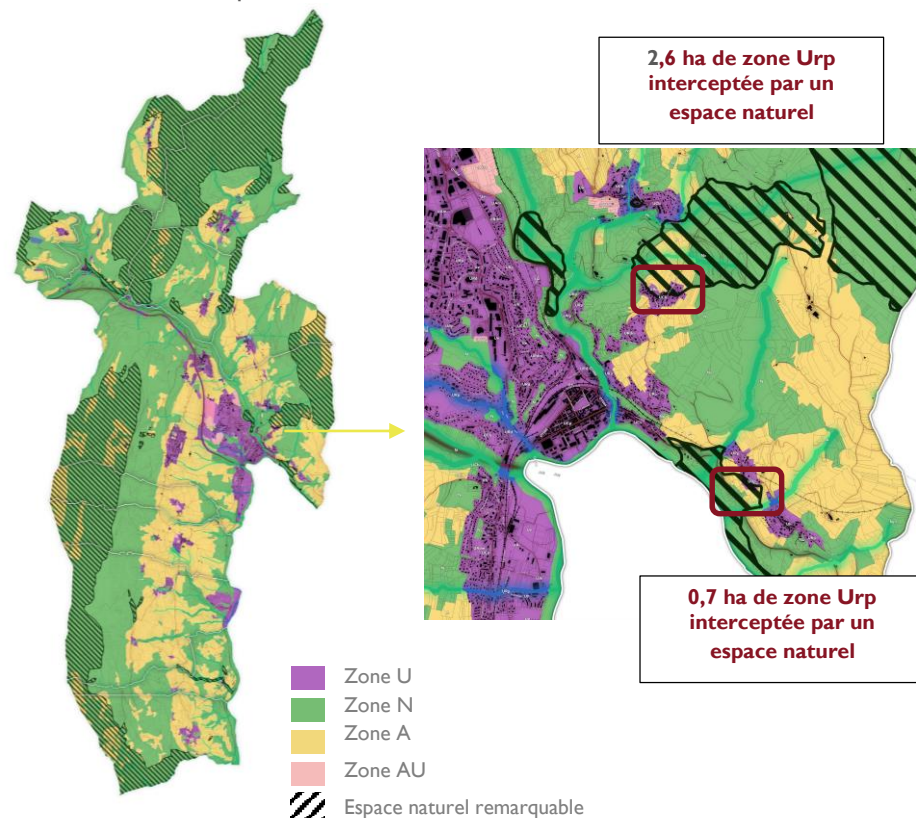 2,6 ha de zone Urp
interceptée par un
espace naturel
0,7 ha de zone Urp
interceptée par un
espace naturel
Zone U
Zone N
Zone A
Zone AU
Espace naturel remarquable